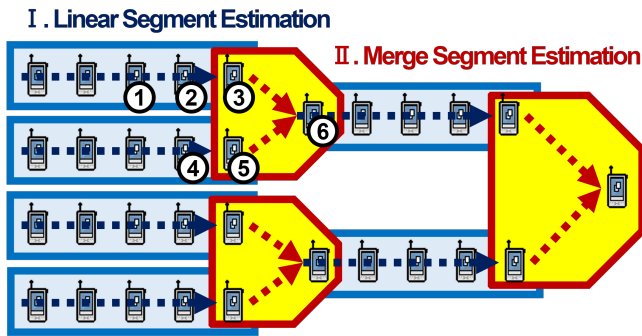 Ⅰ. Linear Segment Estimation
Ⅱ. Merge Segment Estimation
1 2 3
6
4 5